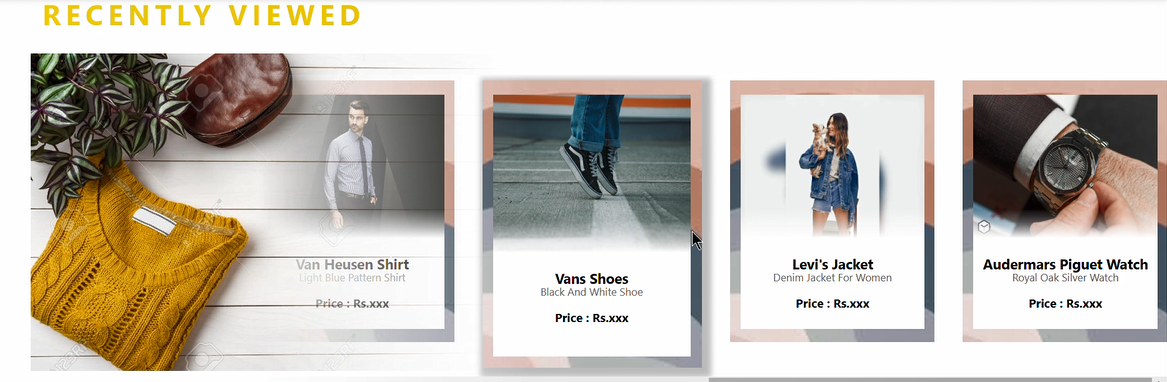 RECENTLY VIEWED
Van Heusen Shirt
Light Blue Pattern Shirt
Price : Rs.xxx
Vans Shoes
Black And White Shoe
Price : Rs.xxx
Levi's Jacket
Denim Jacket For Women
Price : Rs.xxx
Audermars Piguet Watch
Royal Oak Silver Watch
Price : Rs.xxx